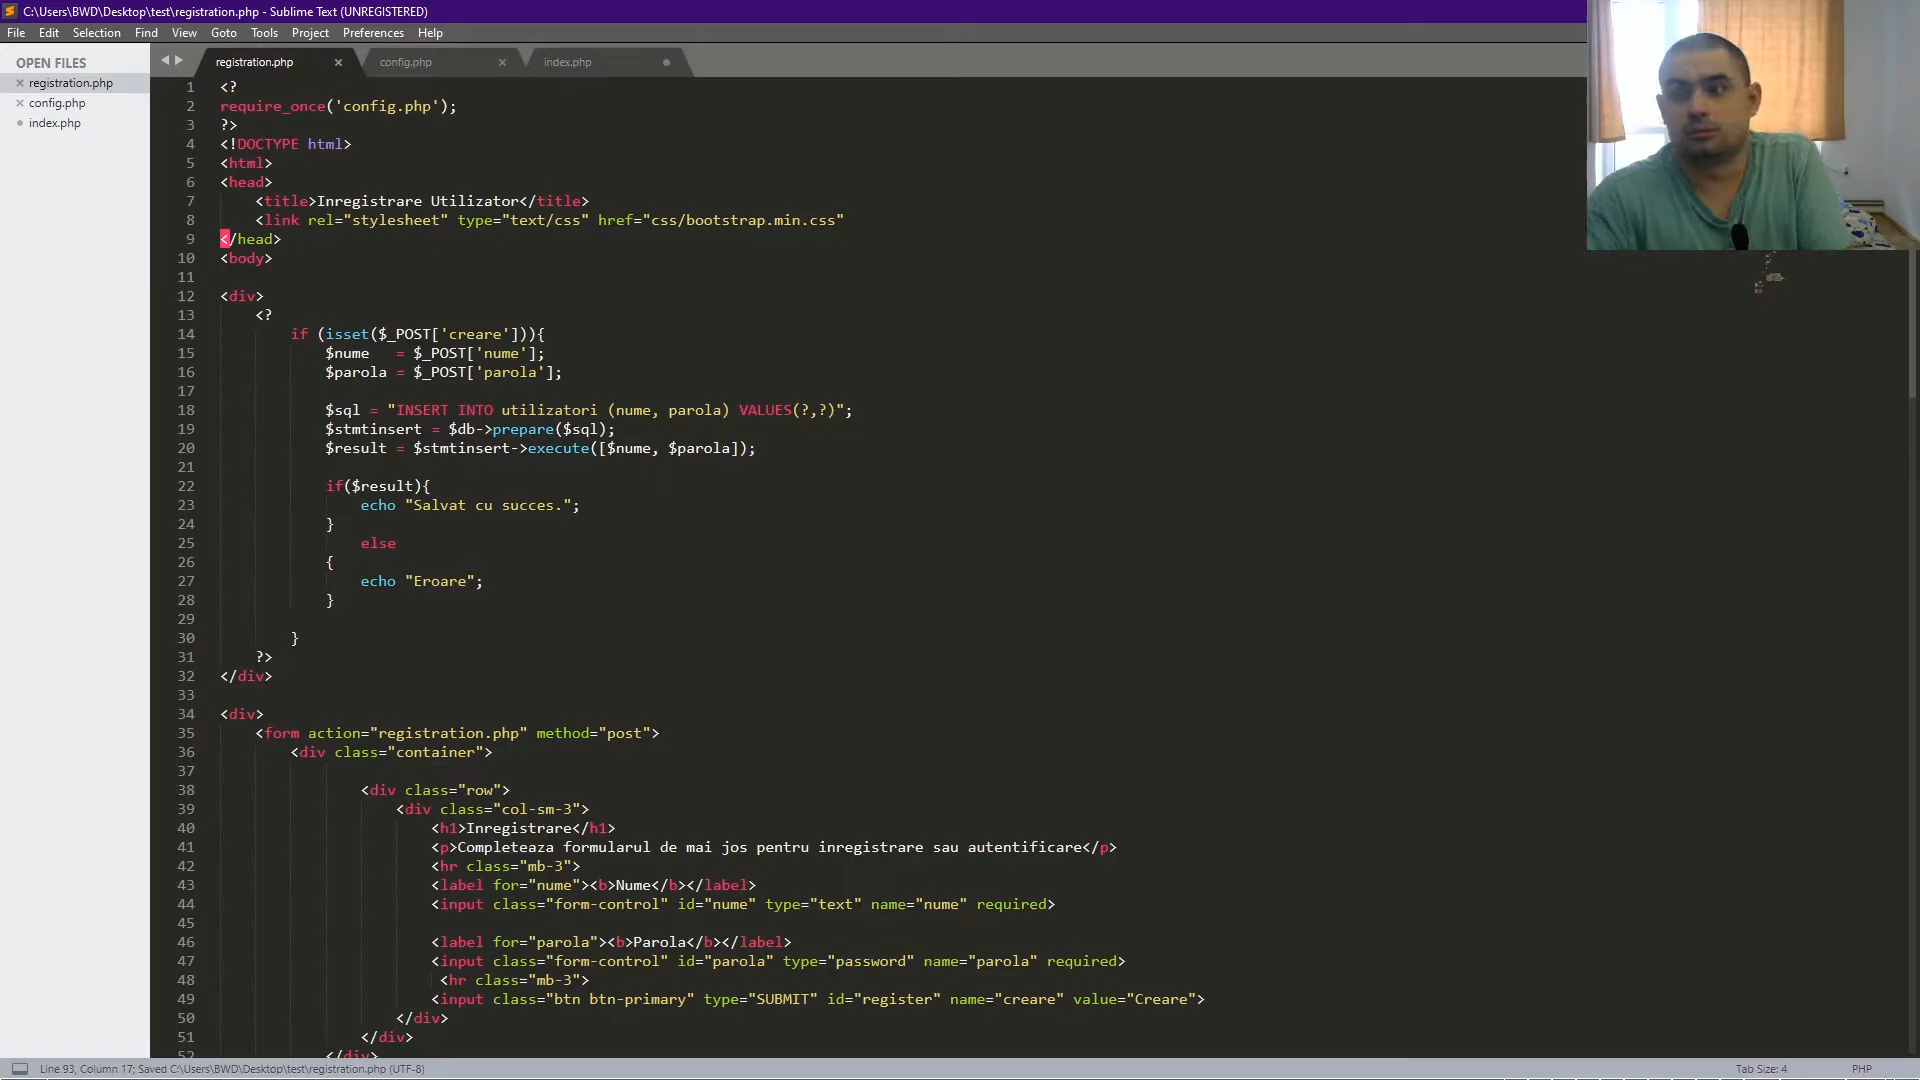 C:\Users\BWD\Desktop\test\registration.php - Sublime Text (UNREGISTERED)
File Edit Selection Find View Goto Tools Project Preferences Help
OPEN FILES
registration.php
config.php
index.php
registration.php config.php index.php
1 <?
2 require_once('config.php');
3 ?>
4 <!DOCTYPE html>
5 <html>
6 <head>
7 <title>Inregistrare Utilizator</title>
8 <link rel="stylesheet" type="text/css" href="css/bootstrap.min.css"
9 </head>
10 <body>
11
12 <div>
13 <?
14 if (isset($_POST['creare'])){
15 $nume = $_POST['nume'];
16 $parola = $_POST['parola'];
17
18 $sql = "INSERT INTO utilizatori (nume, parola) VALUES(?,?)";
19 $stmtinsert = $db->prepare($sql);
20 $result = $stmtinsert->execute([$nume, $parola]);
21
22 if($result){
23 echo "Salvat cu succes.";
24 }
25 else
26 {
27 echo "Eroare";
28 }
29
30 }
31 ?>
32 </div>
33
34 <div>
35 <form action="registration.php" method="post">
36 <div class="container">
37
38 <div class="row">
39 <div class="col-sm-3">
40 <h1>Inregistrare</h1>
41 <p>Completeaza formularul de mai jos pentru inregistrare sau autentificare</p>
42 <hr class="mb-3">
43 <label for="nume"><b>Nume</b></label>
44 <input class="form-control" id="nume" type="text" name="nume" required>
45
46 <label for="parola"><b>Parola</b></label>
47 <input class="form-control" id="parola" type="password" name="parola" required>
48 <hr class="mb-3">
49 <input class="btn btn-primary" type="SUBMIT" id="register" name="creare" value="Creare">
50 </div>
51 </div>
52 </div>
Line 93, Column 17; Saved C:\Users\BWD\Desktop\test\registration.php (UTF-8) Tab Size: 4 PHP